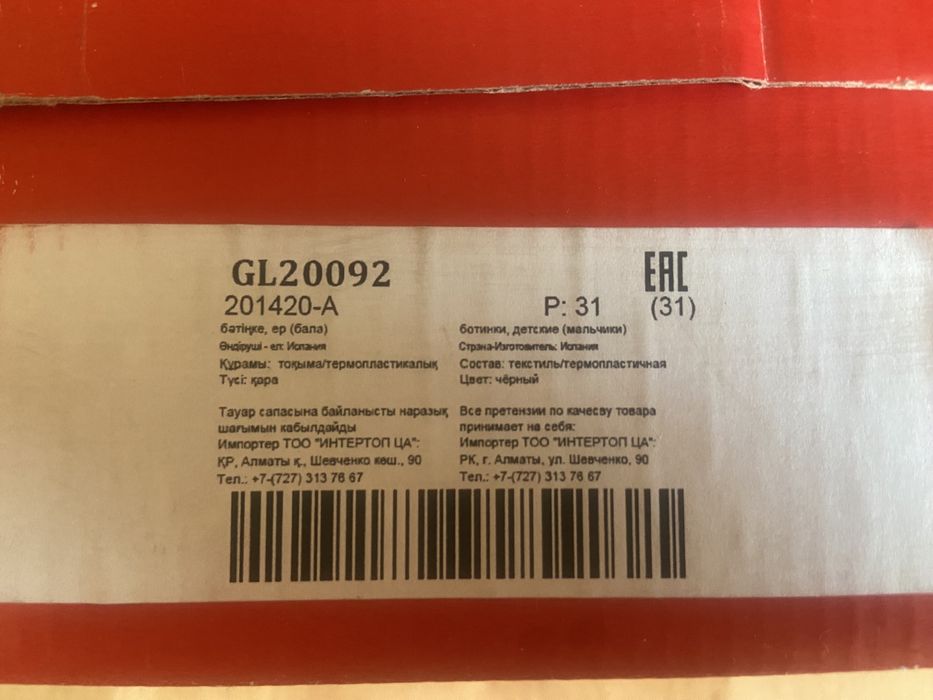 GL20092
EAC
201420-A
Р: 31
(31)
бәтіңке, ер (бала)
Өндіруші - ел: Испания
Құрамы: тоқыма/термопластикалық
Түсі: қара
Тауар сапасына байланысты наразық
шағымын кабылдайды
Импортер ТОО "ИНТЕРТОП ЦА":
ҚР, Алматы қ., Шевченко көш., 90
Тел.: +7-(727) 313 76 67
ботинки, детские (мальчики)
Страна-Изготовитель: Испания
Состав: текстиль/термопластичная
Цвет: чёрный
Все претензии по качесву товара
принимает на себя:
Импортер ТОО "ИНТЕРТОП ЦА":
РК, г. Алматы, ул. Шевченко, 90
Тел.: +7-(727) 313 76 67